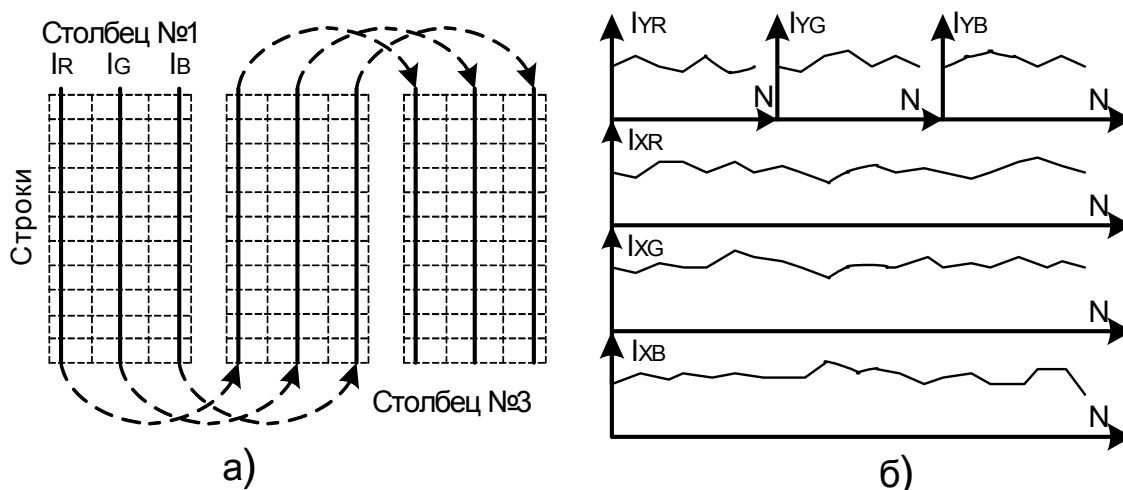 Столбец №1
IR IG IB
Строки
Столбец №3
а)
IYR IYG IYB
N N N
IXR
N
IXG
N
IXB
N
б)